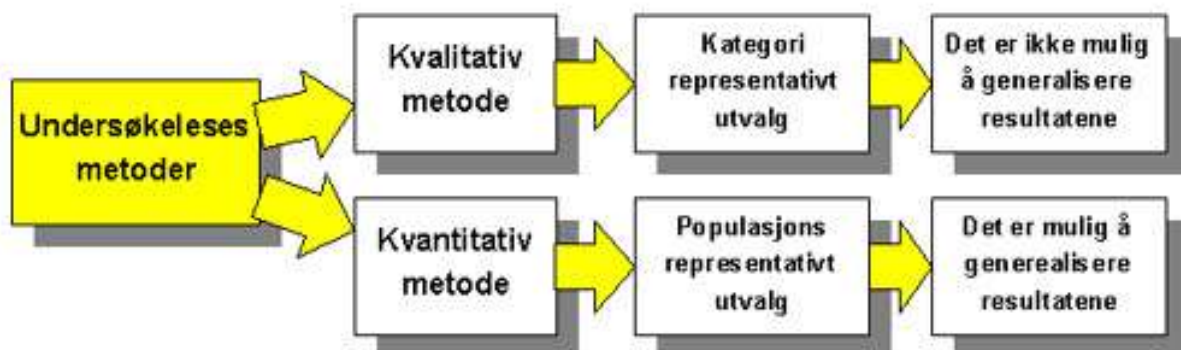 Undersøkeleses
metoder
Kvalitativ
metode
Kategori
representativt
utvalg
Det er ikke mulig
å generalisere
resultatene
Kvantitativ
metode
Populasjons
representativt
utvalg
Det er mulig å
generealisere
resultatene